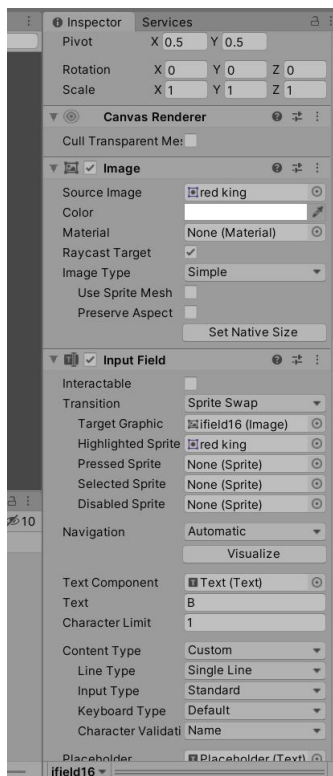 Inspector Services
Pivot X 0.5 Y 0.5
Rotation X 0 Y 0 Z 0
Scale X 1 Y 1 Z 1
Canvas Renderer
Cull Transparent Me
Image
Source Image red king
Color
Material None (Material)
Raycast Target
Image Type Simple
Use Sprite Mesh
Preserve Aspect
Set Native Size
Input Field
Interactable
Transition Sprite Swap
Target Graphic ifield16 (Image)
Highlighted Sprite red king
Pressed Sprite None (Sprite)
Selected Sprite None (Sprite)
Disabled Sprite None (Sprite)
10
Navigation Automatic
Visualize
Text Component Text (Text)
Text B
Character Limit 1
Content Type Custom
Line Type Single Line
Input Type Standard
Keyboard Type Default
Character Validati Name
Placeholder Placeholder (Text)
ifield16